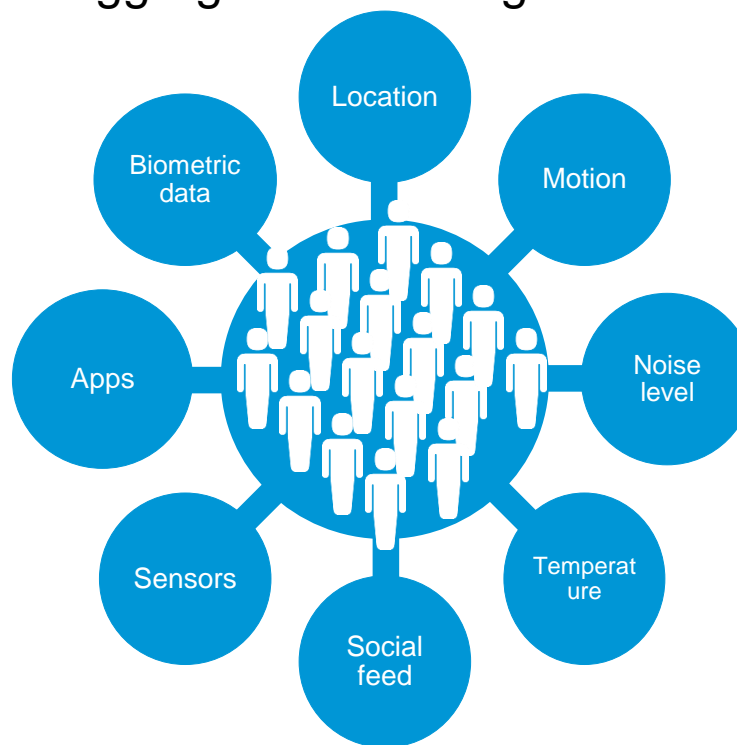 Location
Biometric
data
Motion
Apps
Noise
level
Sensors
Temperat
ure
Social
feed